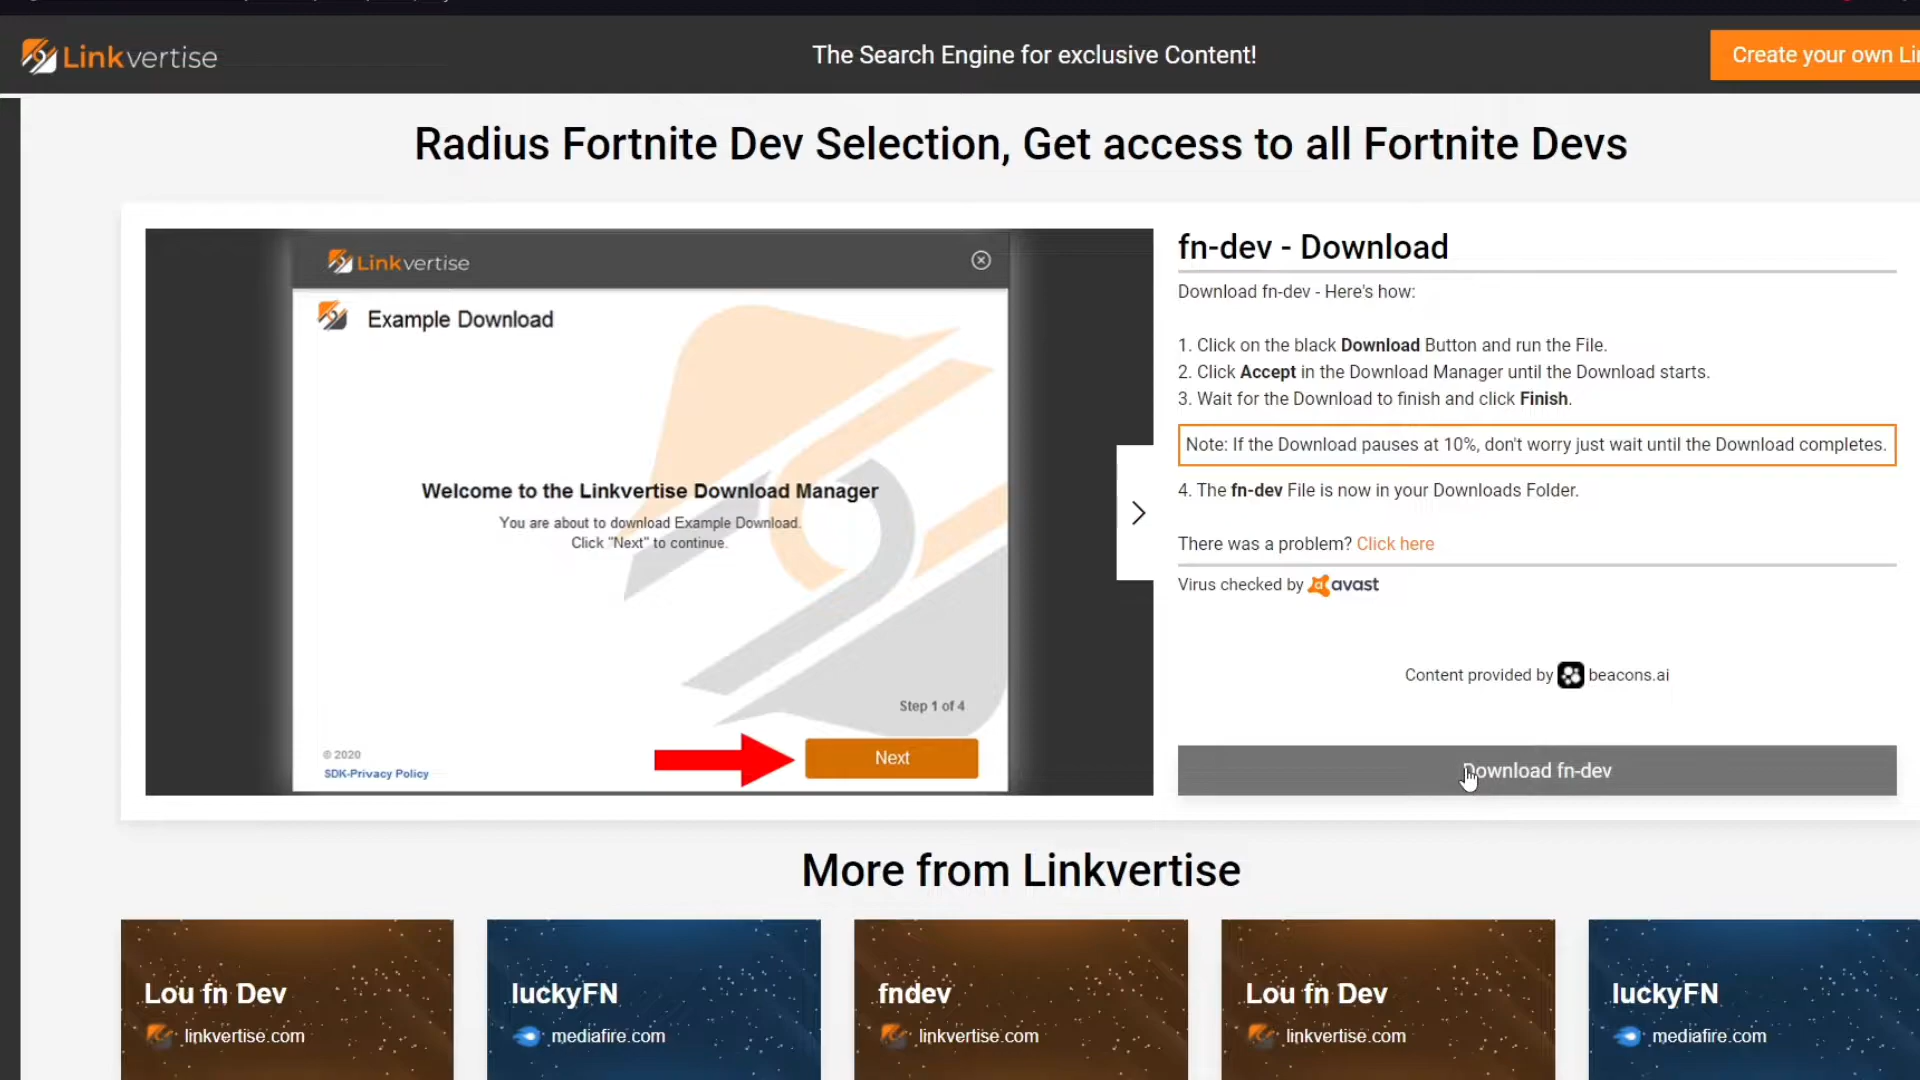 Linkvertise
The Search Engine for exclusive Content!
Create your own Li
Radius Fortnite Dev Selection, Get access to all Fortnite Devs
Linkvertise
Example Download
Welcome to the Linkvertise Download Manager
You are about to download Example Download.
Click "Next" to continue.
Step 1 of 4
© 2020
SDK-Privacy Policy
Next
fn-dev - Download
Download fn-dev - Here's how:
1. Click on the black Download Button and run the File.
2. Click Accept in the Download Manager until the Download starts.
3. Wait for the Download to finish and click Finish.
Note: If the Download pauses at 10%, don't worry just wait until the Download completes.
4. The fn-dev File is now in your Downloads Folder.
There was a problem? Click here
Virus checked by avast
Content provided by beacons.ai
Download fn-dev
More from Linkvertise
Lou fn Dev
linkvertise.com
luckyFN
mediafire.com
fndev
linkvertise.com
Lou fn Dev
linkvertise.com
luckyFN
mediafire.com